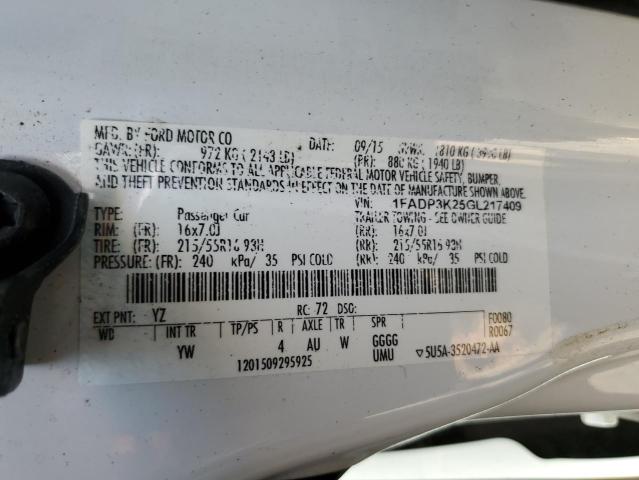 MFD. BY FORD MOTOR CO DATE: 09/15 GVWR: 1810 KG
GAWR:(FR): 972 KG ( 2143 LB) (RR): 880 KG ( 1940 LB)
THIS VEHICLE CONFORMS TO ALL APPLICABLE FEDERAL MOTOR VEHICLE SAFETY, BUMPER
AND THEFT PREVENTION STANDARDS IN EFFECT ON THE DATE OF MANUFACTURE SHOWN ABOVE.
VIN: 1FADP3K25GL217409
TYPE: Passenger Car TRAILER TOWING - SEE OWNER GUIDE
RIM: (FR): 16x7.0J (RR): 16x7.0J
TIRE: (FR): 215/55R16 93H (RR): 215/55R16 93H
PRESSURE: (FR): 240 kPa/ 35 PSI COLD (RR): 240 kPa/ 35 PSI COLD
EXT PNT: YZ RC: 72 DSO: F0080
WB INT TR TP/PS R AXLE TR SPR R0067
YW 4 AU W GGGG
UMU
1201509295925 5U5A-3520472-AA